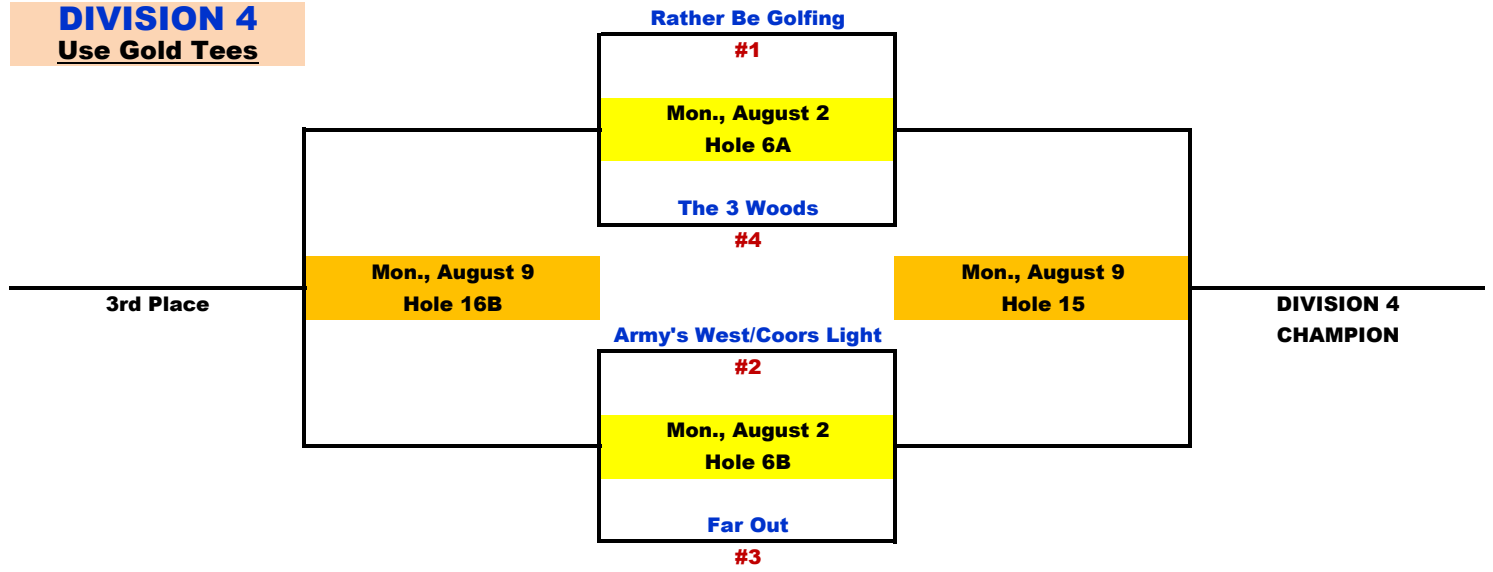 DIVISION 4
Use Gold Tees
Rather Be Golfing
#1
Mon., August 2
Hole 6A
The 3 Woods
#4
Mon., August 9
Hole 16B
3rd Place
Mon., August 9
Hole 15
DIVISION 4
CHAMPION
Army's West/Coors Light
#2
Mon., August 2
Hole 6B
Far Out
#3